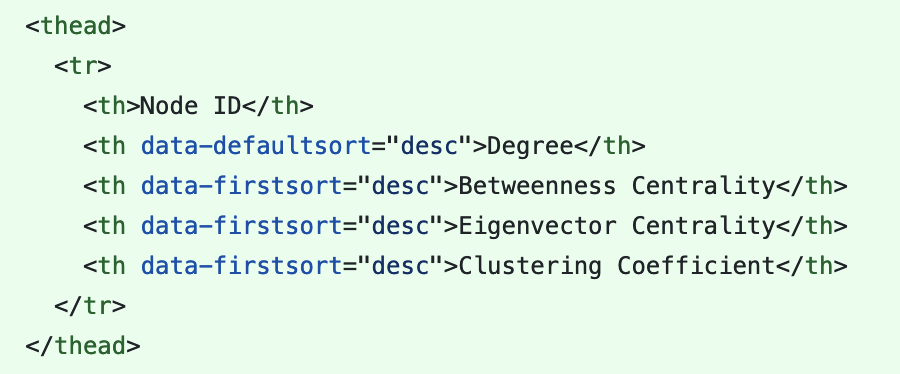 <thead>
<tr>
<th>Node ID</th>
<th data-defaultsort="desc">Degree</th>
<th data-firstsort="desc">Betweenness Centrality</th>
<th data-firstsort="desc">Eigenvector Centrality</th>
<th data-firstsort="desc">Clustering Coefficient</th>
</tr>
</thead>